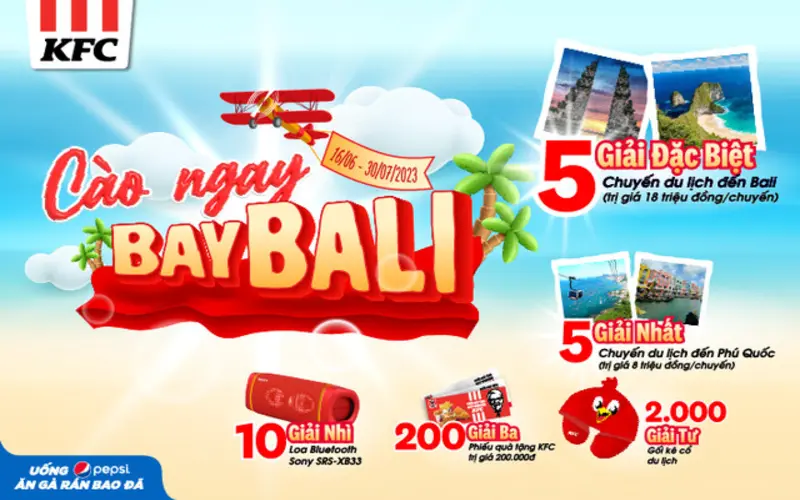 KFC
Cào ngay
BAY BALI
16/06 - 30/07/2023
5 Giải Đặc Biệt
Chuyến du lịch đến Bali
(trị giá 18 triệu đồng/chuyến)
5 Giải Nhất
Chuyến du lịch đến Phú Quốc
(trị giá 8 triệu đồng/chuyến)
10 Giải Nhì
Loa Bluetooth
Sony SRS-XB33
200 Giải Ba
Phiếu quà tặng KFC
trị giá 200.000đ
2.000
Giải Tư
Gối kê cổ
du lịch
UỐNG pepsi
ĂN GÀ RÁN BAO ĐÃ